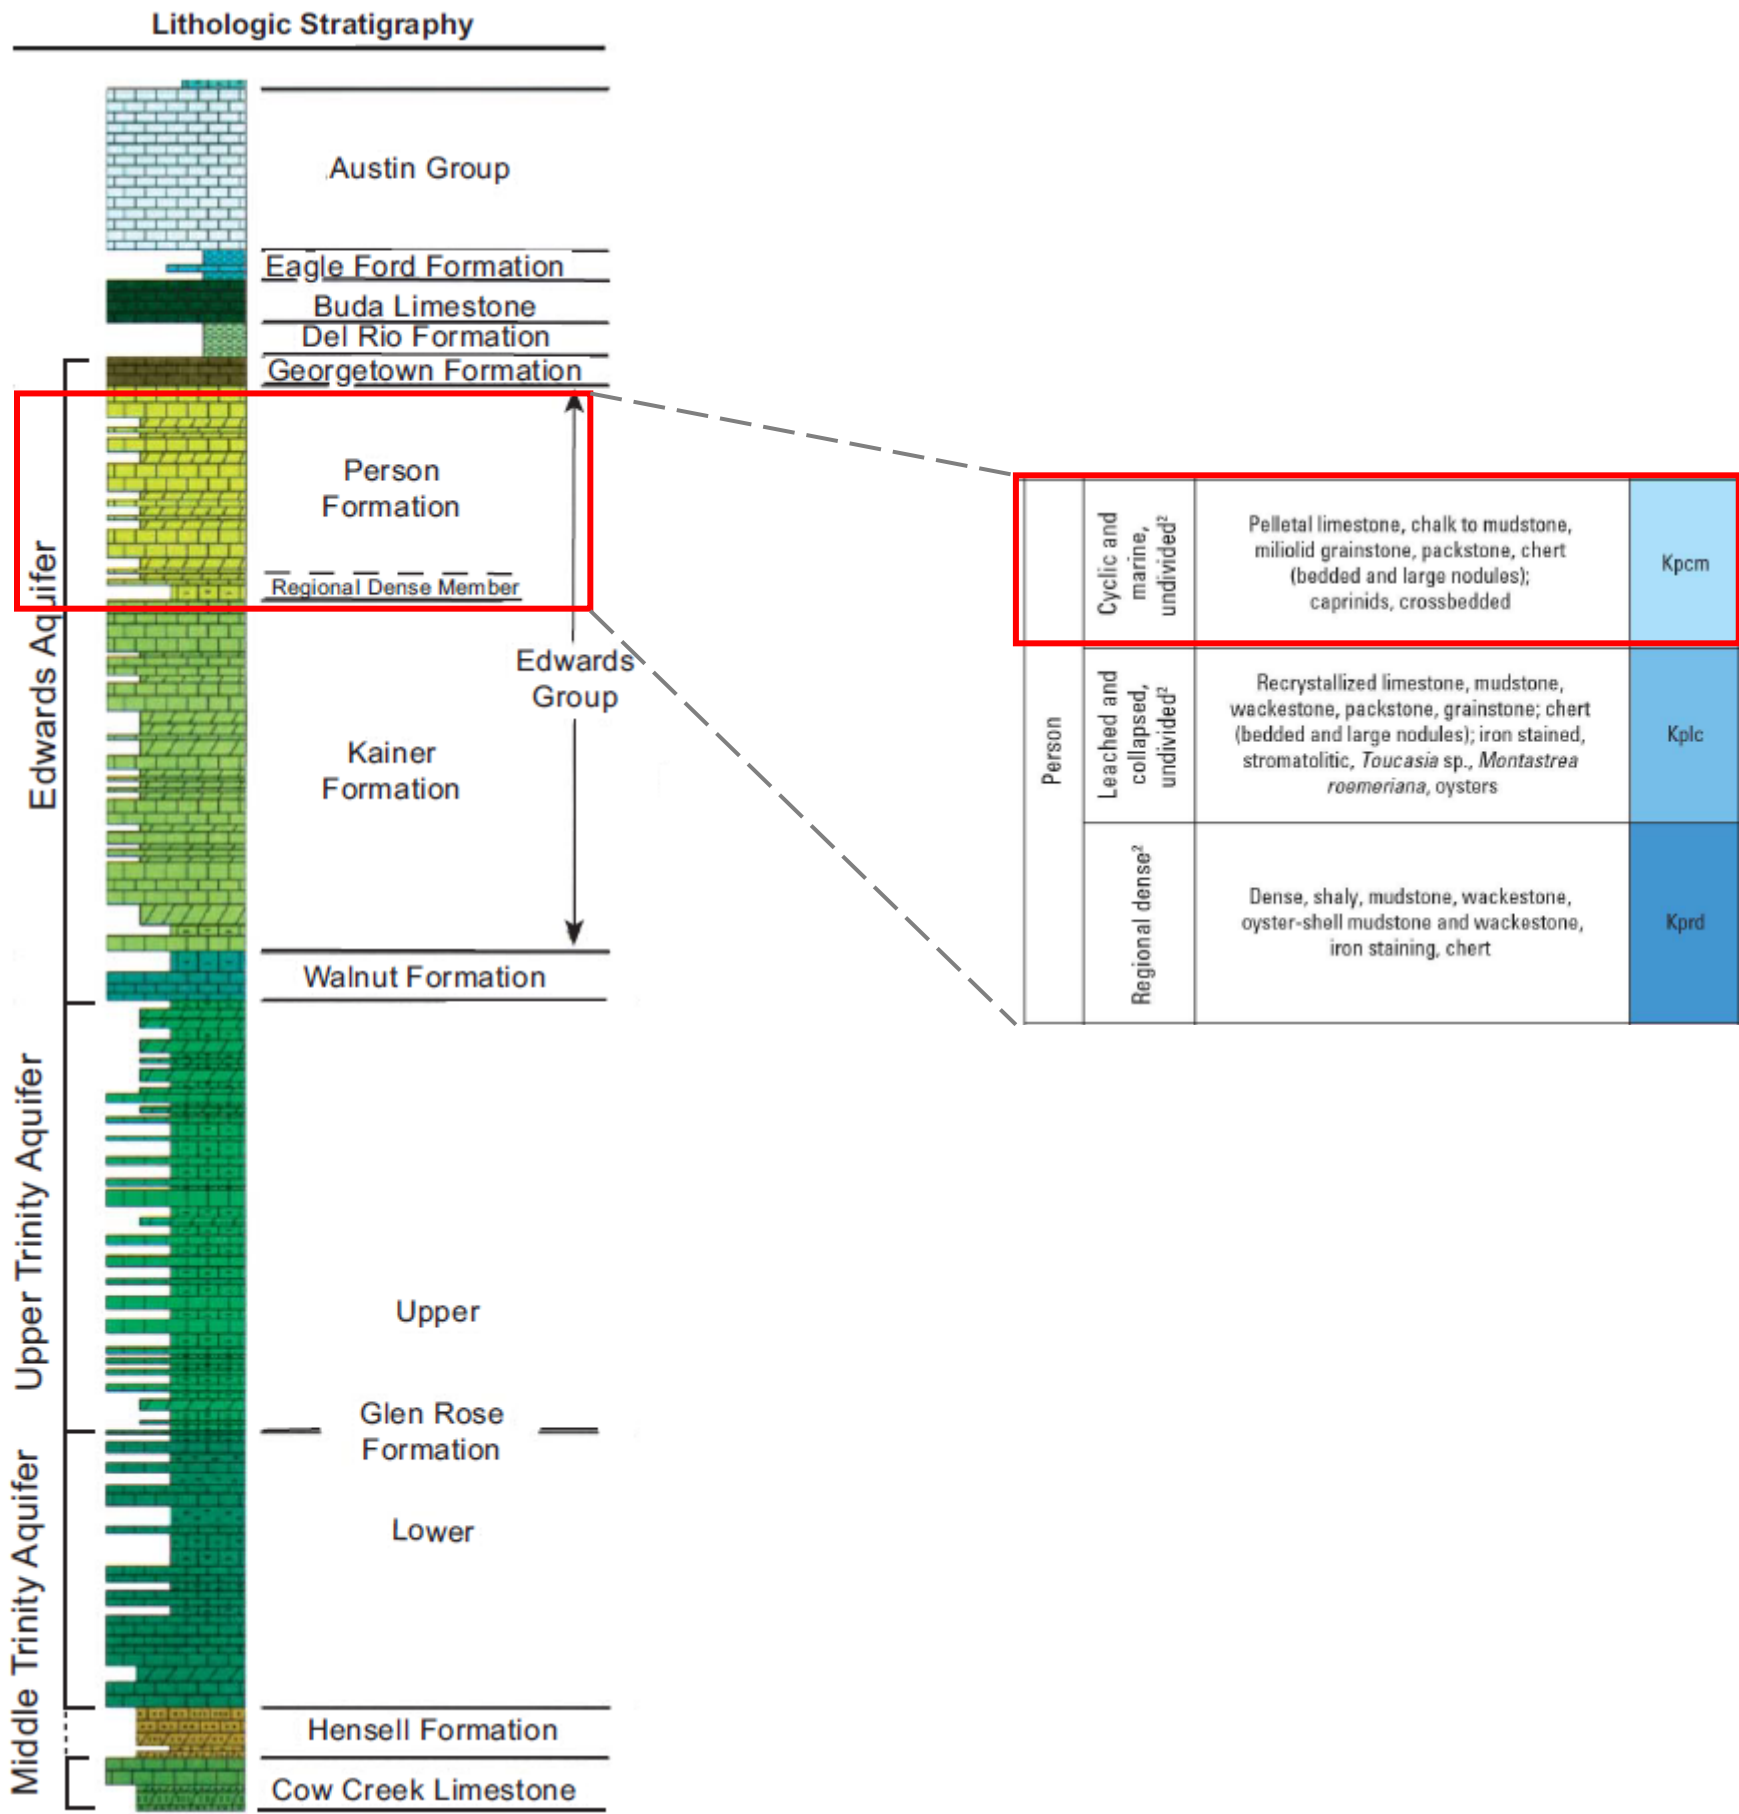 Lithologic Stratigraphy
Austin Group
Eagle Ford Formation
Buda Limestone
Del Rio Formation
Georgetown Formation
Person
Formation
Regional Dense Member
Edwards
Group
Kainer
Formation
Walnut Formation
Upper
Glen Rose
Formation
Lower
Hensell Formation
Cow Creek Limestone
Edwards Aquifer
Upper Trinity Aquifer
Middle Trinity Aquifer
Person
Cyclic and
marine,
undivided²
Pelletal limestone, chalk to mudstone,
miliolid grainstone, packstone, chert
(bedded and large nodules);
caprinids, crossbedded
Kpcm
Leached and
collapsed,
undivided²
Recrystallized limestone, mudstone,
wackestone, packstone, grainstone; chert
(bedded and large nodules); iron stained,
stromatolitic, Toucasia sp., Montastrea
roemeriana, oysters
Kplc
Regional dense²
Dense, shaly, mudstone, wackestone,
oyster-shell mudstone and wackestone,
iron staining, chert
Kprd